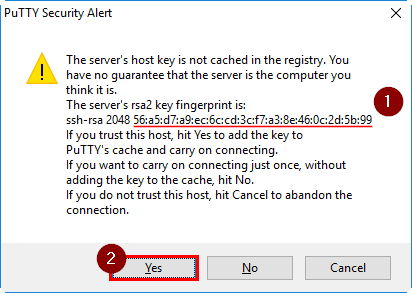 PuTTY Security Alert
The server's host key is not cached in the registry. You
have no guarantee that the server is the computer you
think it is.
The server's rsa2 key fingerprint is:
ssh-rsa 2048 56:a5:d7:a9:ec:6c:cd:3c:f7:a3:8e:46:0c:2d:5b:99
1
If you trust this host, hit Yes to add the key to
PuTTY's cache and carry on connecting.
If you want to carry on connecting just once, without
adding the key to the cache, hit No.
If you do not trust this host, hit Cancel to abandon the
connection.
2
Yes
No
Cancel